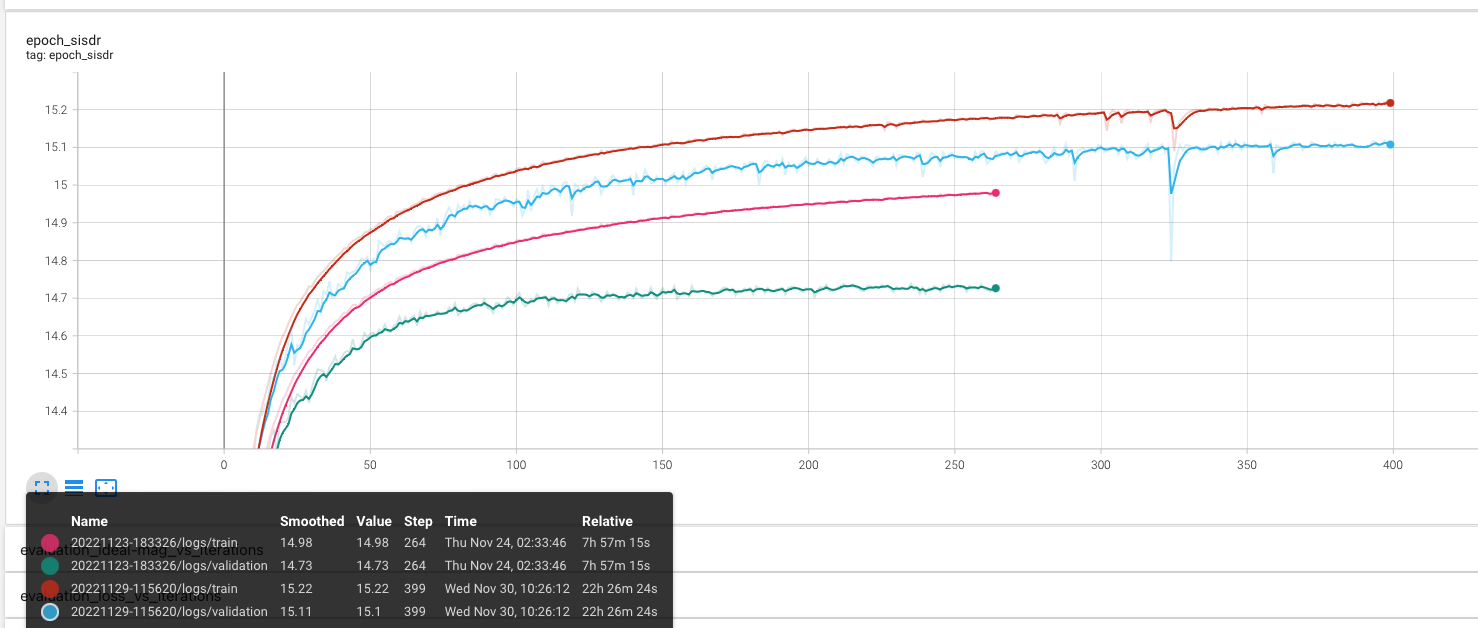 epoch_sisdr
tag: epoch_sisdr
15.2
15.1
15
14.9
14.8
14.7
14.6
14.5
14.4
0 50 100 150 200 250 300 350 400
Name Smoothed Value Step Time Relative
20221123-183326/logs/train 14.98 14.98 264 Thu Nov 24, 02:33:46 7h 57m 15s
evaluation_ideal-mag_vs_iterations
20221123-183326/logs/validation 14.73 14.73 264 Thu Nov 24, 02:33:46 7h 57m 15s
20221129-115620/logs/train 15.22 15.22 399 Wed Nov 30, 10:26:12 22h 26m 24s
evaluation_loss_vs_iterations
20221129-115620/logs/validation 15.11 15.1 399 Wed Nov 30, 10:26:12 22h 26m 24s